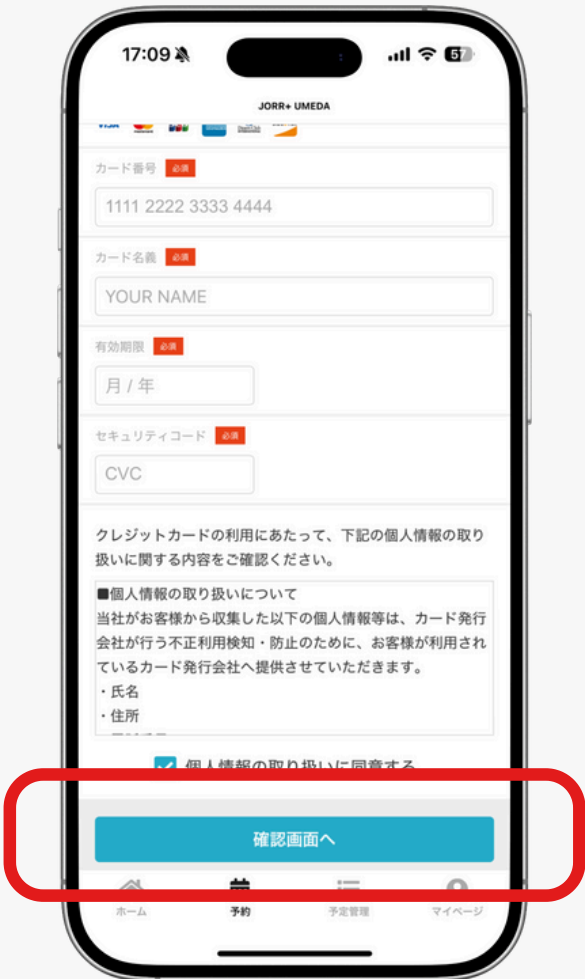 17:09
57
JORR+ UMEDA
カード番号 必須
1111 2222 3333 4444
カード名義 必須
YOUR NAME
有効期限 必須
月 / 年
セキュリティコード 必須
CVC
クレジットカードの利用にあたって、下記の個人情報の取り
扱いに関する内容をご確認ください。
■個人情報の取り扱いについて
当社がお客様から収集した以下の個人情報等は、カード発行
会社が行う不正利用検知・防止のために、お客様が利用され
ているカード発行会社へ提供させていただきます。
・氏名
・住所
個人情報の取り扱いに同意する
確認画面へ
ホーム 予約 予定管理 マイページ